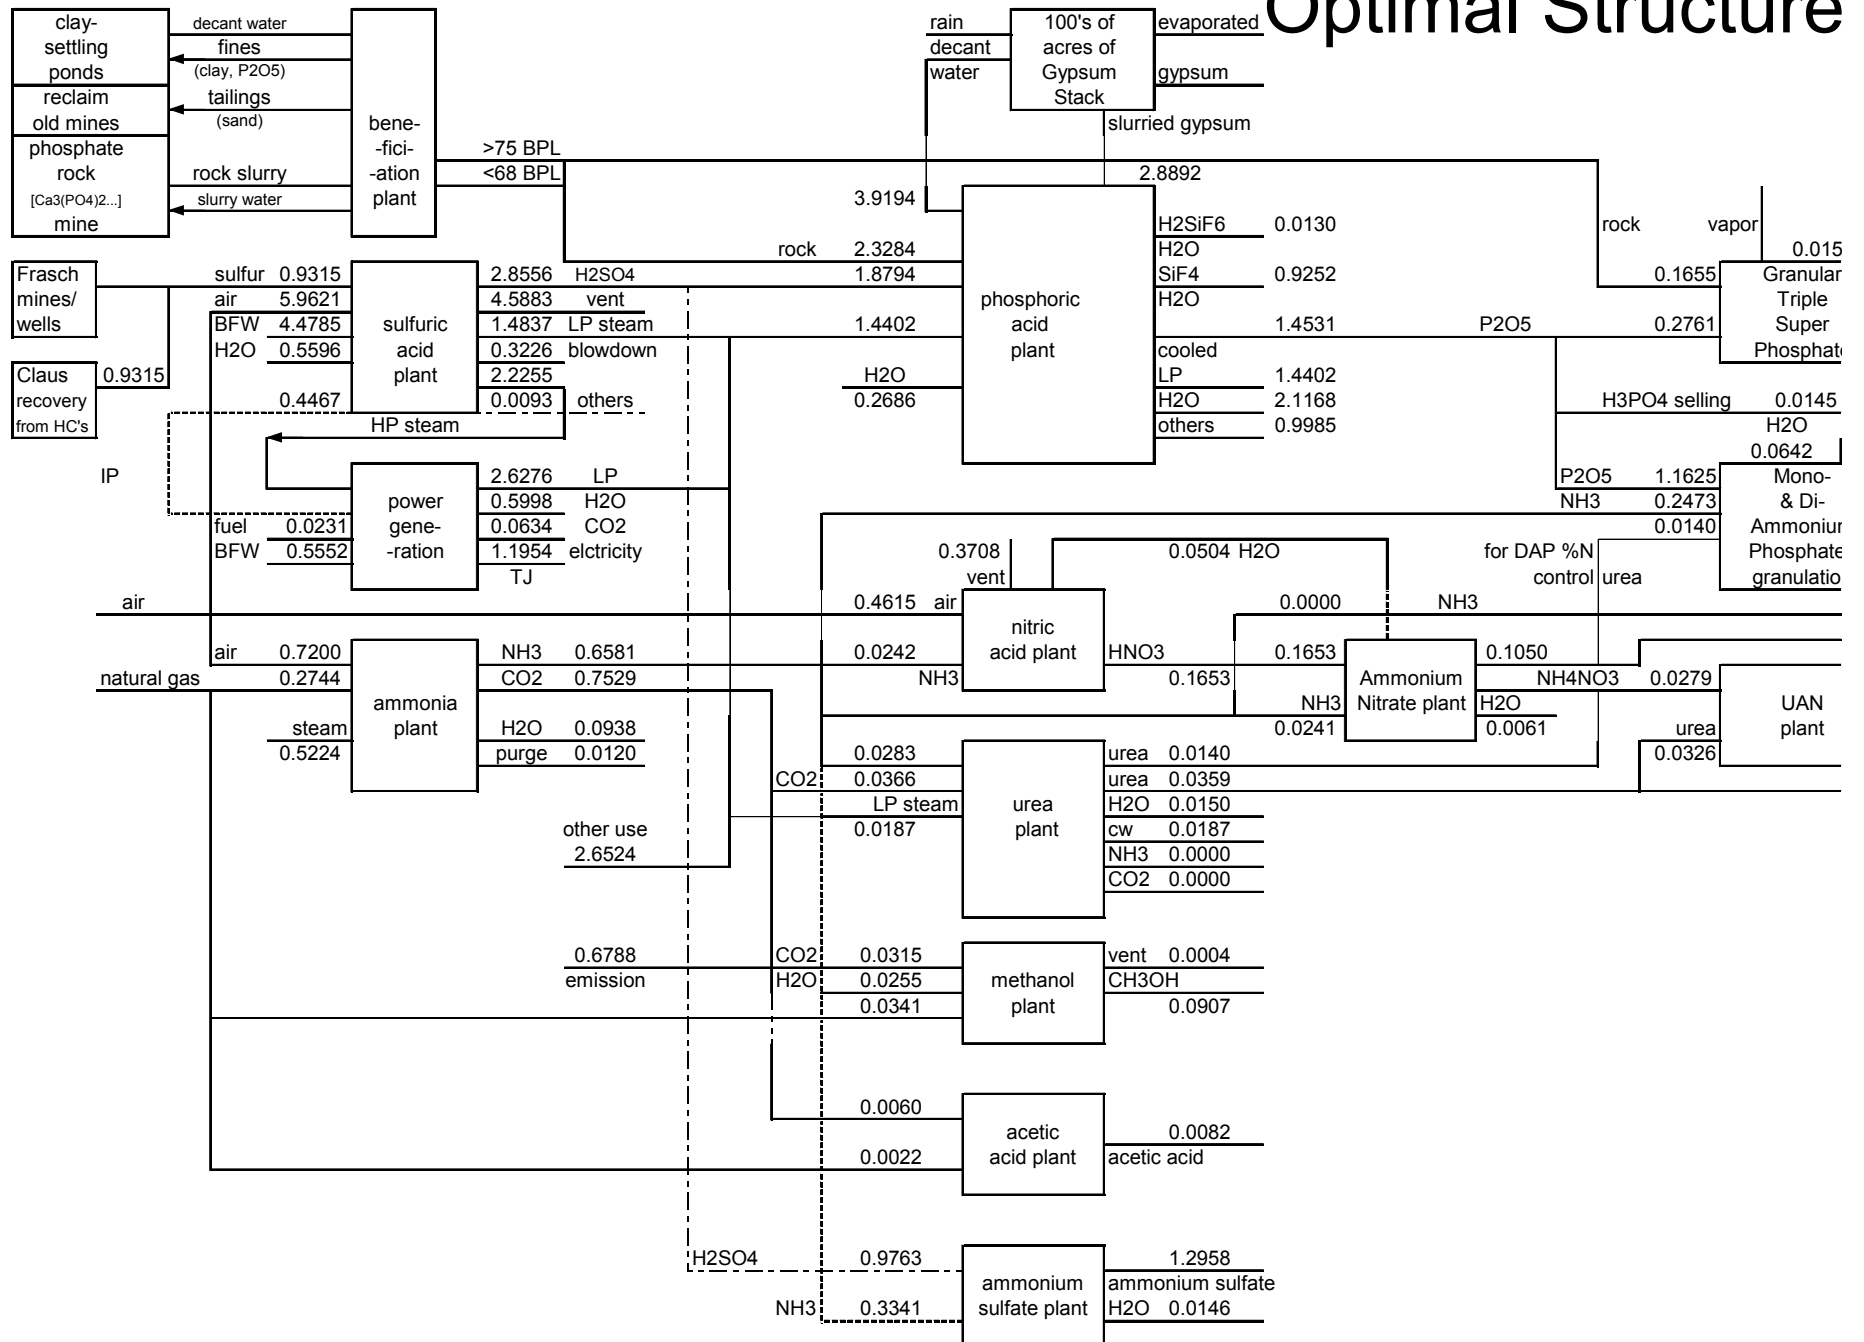 Optimal Structure
clay-
settling
ponds
reclaim
old mines
phosphate
rock
[Ca3(PO4)2...]
mine
decant water
fines
(clay, P2O5)
tailings
(sand)
rock slurry
slurry water
bene-
-fici-
-ation
plant
>75 BPL
<68 BPL
rain
decant
water
100's of
acres of
Gypsum
Stack
evaporated
gypsum
slurried gypsum
2.8892
3.9194
rock 2.3284
1.8794
1.4402
H2O
0.2686
phosphoric
acid
plant
H2SiF6 0.0130
H2O
SiF4 0.9252
H2O
1.4531 P2O5
cooled
LP 1.4402
H2O 2.1168
others 0.9985
rock vapor
0.015
0.1655
0.2761
Granular
Triple
Super
Phosphate
H3PO4 selling 0.0145
H2O
0.0642
P2O5 1.1625
NH3 0.2473
0.0140
Mono-
& Di-
Ammonium
Phosphate
granulatio
for DAP %N
control urea
Frasch
mines/
wells
Claus
recovery
from HC's
0.9315
sulfur 0.9315
air 5.9621
BFW 4.4785
H2O 0.5596
0.4467
sulfuric
acid
plant
2.8556 H2SO4
4.5883 vent
1.4837 LP steam
0.3226 blowdown
2.2255
0.0093 others
HP steam
IP
fuel 0.0231
BFW 0.5552
power
gene-
-ration
2.6276 LP
0.5998 H2O
0.0634 CO2
1.1954 elctricity
TJ
air
0.4615 air
0.3708
vent
0.0504 H2O
nitric
acid plant
0.0242
NH3
HNO3
0.1653
0.0000 NH3
0.1653
NH3
0.0241
Ammonium
Nitrate plant
0.1050
NH4NO3 0.0279
H2O
0.0061
urea
0.0326
UAN
plant
air 0.7200
natural gas 0.2744
steam
0.5224
ammonia
plant
NH3 0.6581
CO2 0.7529
H2O 0.0938
purge 0.0120
0.0283
CO2 0.0366
LP steam
0.0187
urea
plant
urea 0.0140
urea 0.0359
H2O 0.0150
cw 0.0187
NH3 0.0000
CO2 0.0000
other use
2.6524
0.6788
emission
CO2 0.0315
H2O 0.0255
0.0341
methanol
plant
vent 0.0004
CH3OH
0.0907
0.0060
0.0022
acetic
acid plant
0.0082
acetic acid
H2SO4 0.9763
NH3 0.3341
ammonium
sulfate plant
1.2958
ammonium sulfate
H2O 0.0146